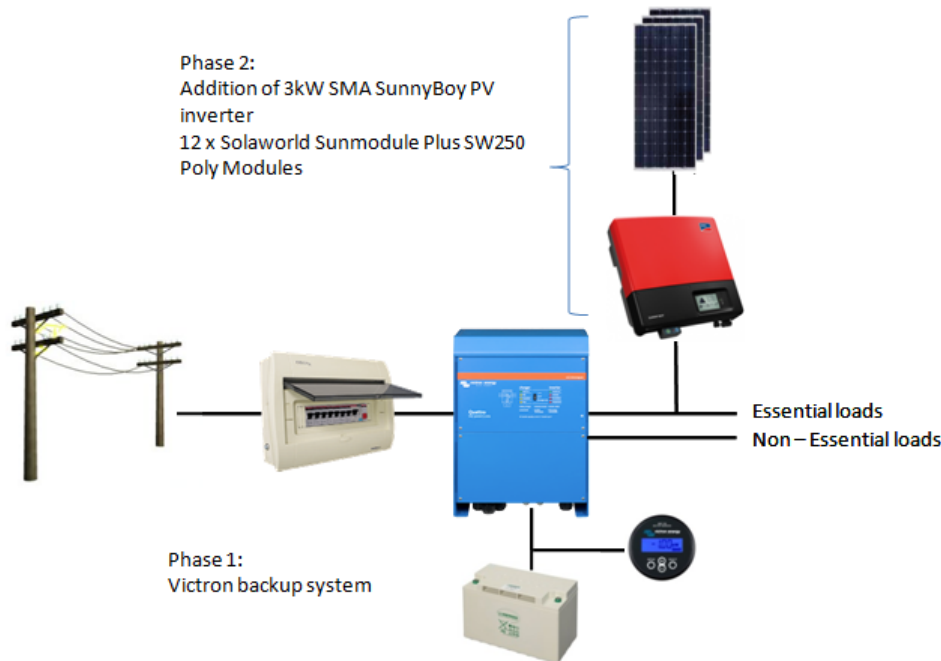 Phase 2:
Addition of 3kW SMA SunnyBoy PV
inverter
12 x Solaworld Sunmodule Plus SW250
Poly Modules
Essential loads
Non – Essential loads
Phase 1:
Victron backup system